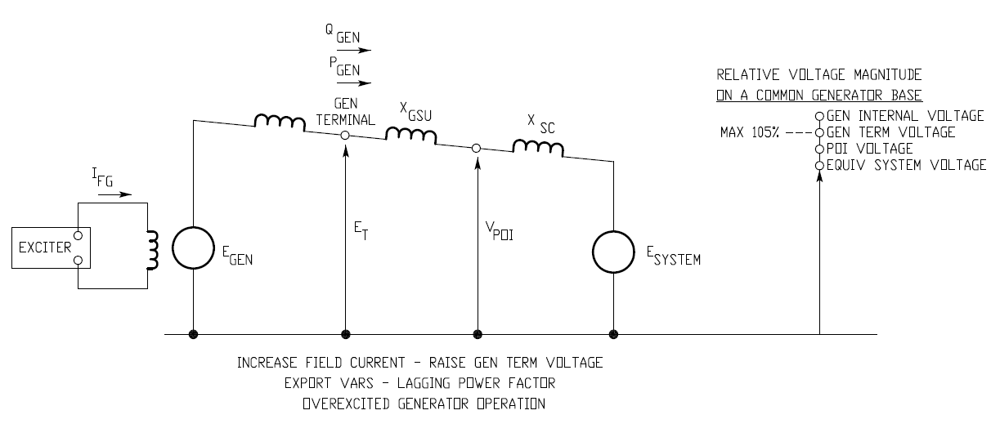 Q GEN
P GEN
GEN
TERMINAL
X GSU
X SC
RELATIVE VOLTAGE MAGNITUDE
ON A COMMON GENERATOR BASE
GEN INTERNAL VOLTAGE
MAX 105% GEN TERM VOLTAGE
POI VOLTAGE
EQUIV SYSTEM VOLTAGE
I FG
EXCITER
E GEN
E T
V POI
E SYSTEM
INCREASE FIELD CURRENT - RAISE GEN TERM VOLTAGE
EXPORT VARS - LAGGING POWER FACTOR
OVEREXCITED GENERATOR OPERATION